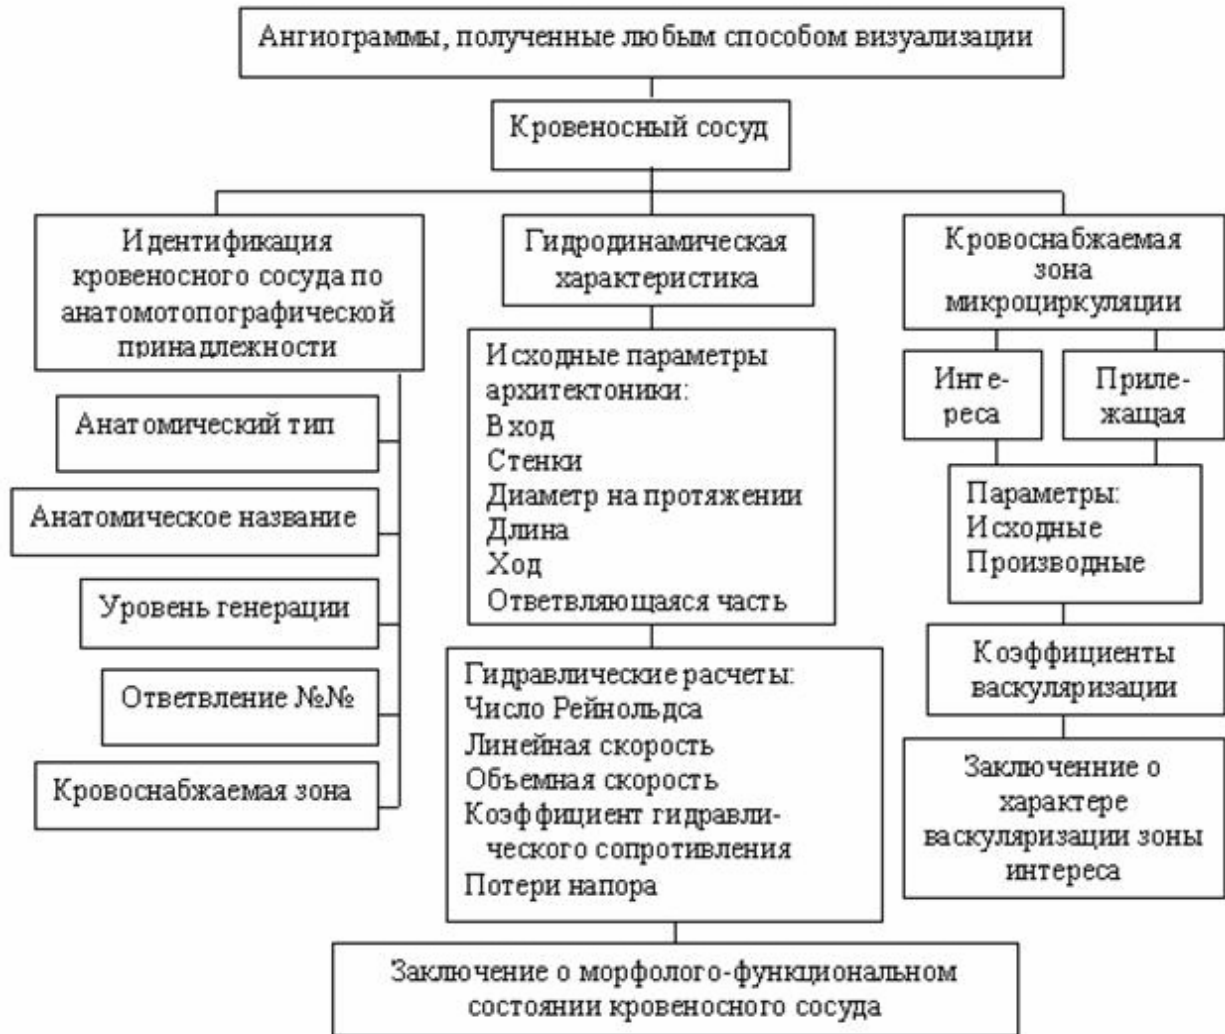 Ангиограммы, полученные любым способом визуализации
Кровеносный сосуд
Идентификация
кровеносного сосуда по
анатомотопографической
принадлежности
Анатомический тип
Анатомическое название
Уровень генерации
Ответвление №№
Кровоснабжаемая зона
Гидродинамическая
характеристика
Исходные параметры
архитектоники:
Вход
Стенки
Диаметр на протяжении
Длина
Ход
Ответвляющаяся часть
Гидравлические расчеты:
Число Рейнольдса
Линейная скорость
Объемная скорость
Коэффициент гидравли-
ческого сопротивления
Потери напора
Заключение о морфолого-функциональном
состоянии кровеносного сосуда
Кровоснабжаемая
зона
микроциркуляции
Инте-
реса
Приле-
жащая
Параметры:
Исходные
Производные
Коэффициенты
васкуляризации
Заключенние о
характере
васкуляризации зоны
интереса